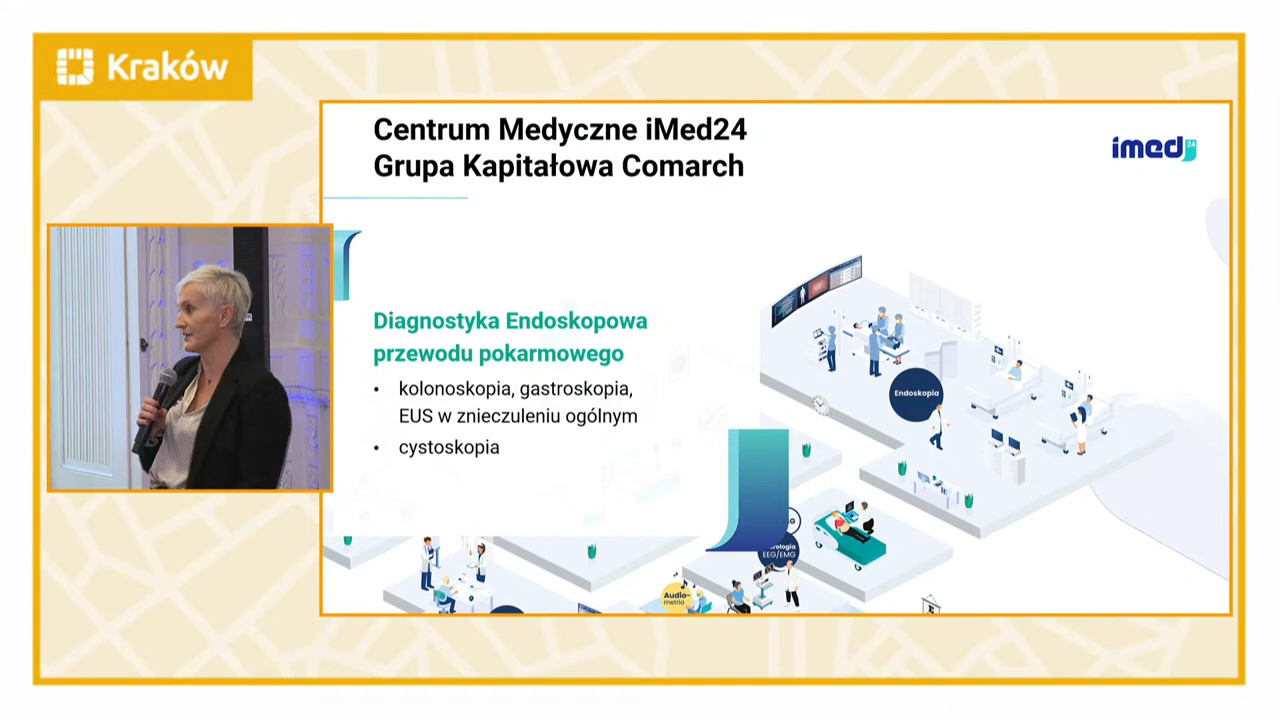 Kraków
Centrum Medyczne iMed24
Grupa Kapitałowa Comarch
imed24
Diagnostyka Endoskopowa
przewodu pokarmowego
• kolonoskopia, gastroskopia,
EUS w znieczuleniu ogólnym
• cystoskopia
Endoskopia
EEG/EMG
Audio-
metria